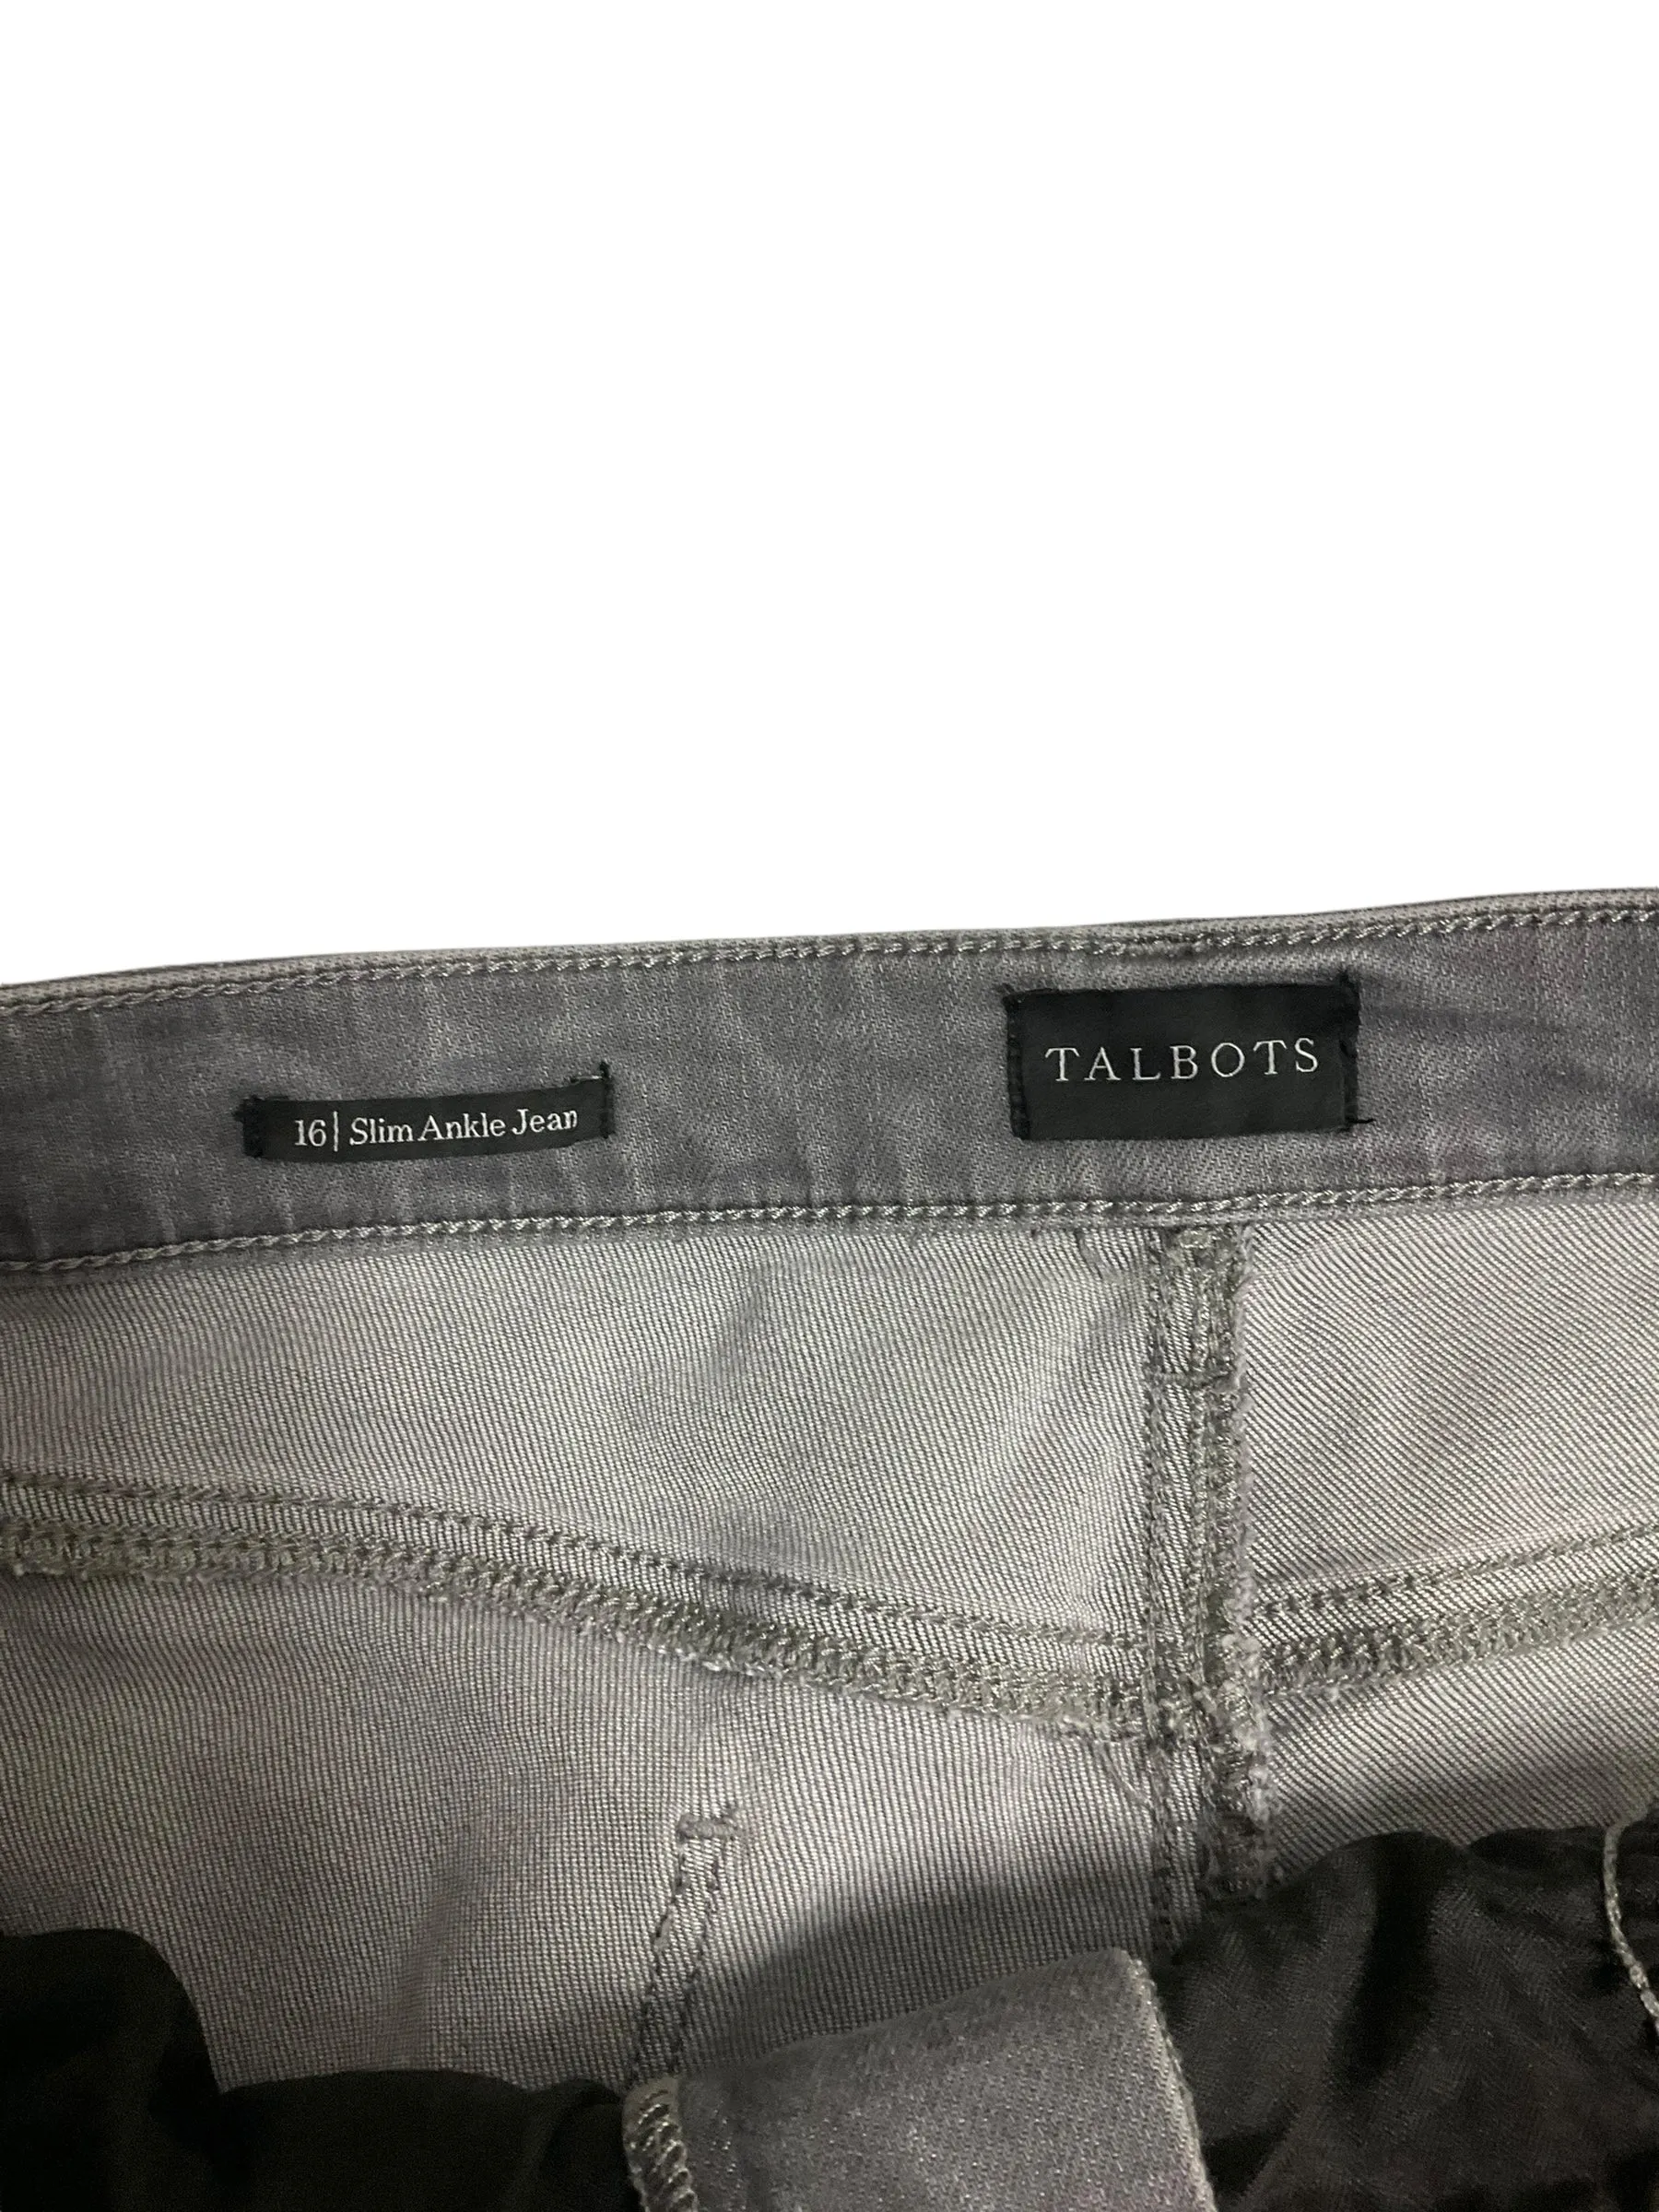 16 | Slim Ankle Jean
TALBOTS